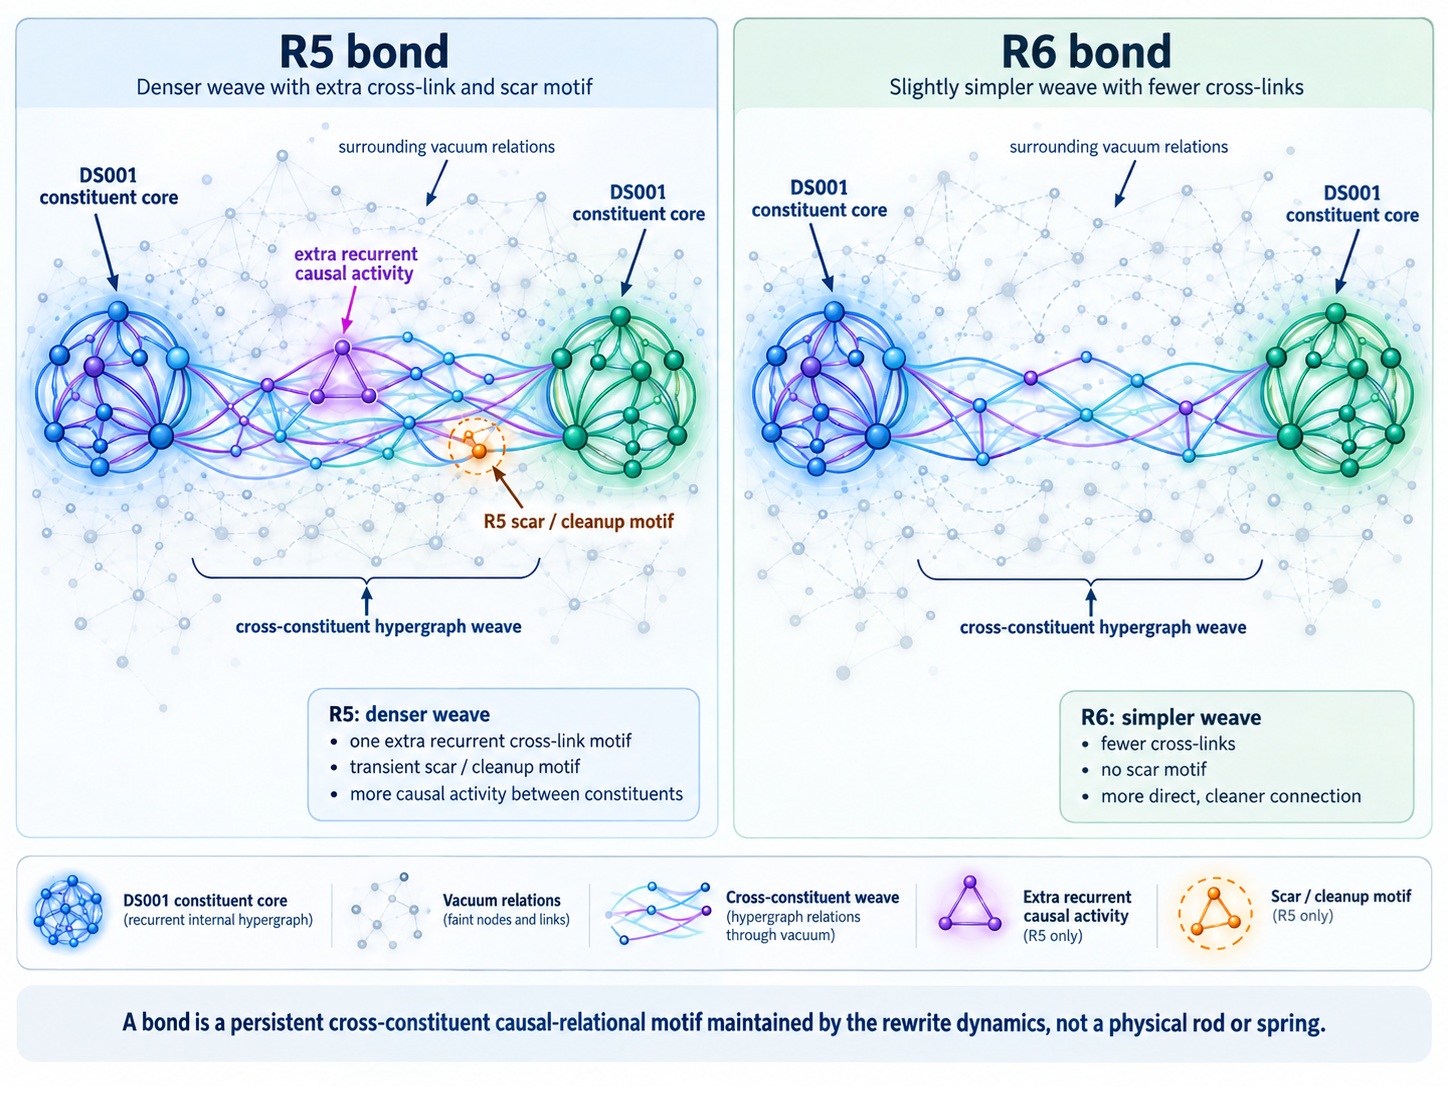 R5 bond
Denser weave with extra cross-link and scar motif
surrounding vacuum relations
DS001
constituent core
DS001
constituent core
extra recurrent
causal activity
R5 scar / cleanup motif
cross-constituent hypergraph weave
R5: denser weave
• one extra recurrent cross-link motif
• transient scar / cleanup motif
• more causal activity between constituents
R6 bond
Slightly simpler weave with fewer cross-links
surrounding vacuum relations
DS001
constituent core
DS001
constituent core
cross-constituent hypergraph weave
R6: simpler weave
• fewer cross-links
• no scar motif
• more direct, cleaner connection
DS001 constituent core
(recurrent internal hypergraph)
Vacuum relations
(faint nodes and links)
Cross-constituent weave
(hypergraph relations
through vacuum)
Extra recurrent
causal activity
(R5 only)
Scar / cleanup motif
(R5 only)
A bond is a persistent cross-constituent causal-relational motif maintained by the rewrite dynamics, not a physical rod or spring.